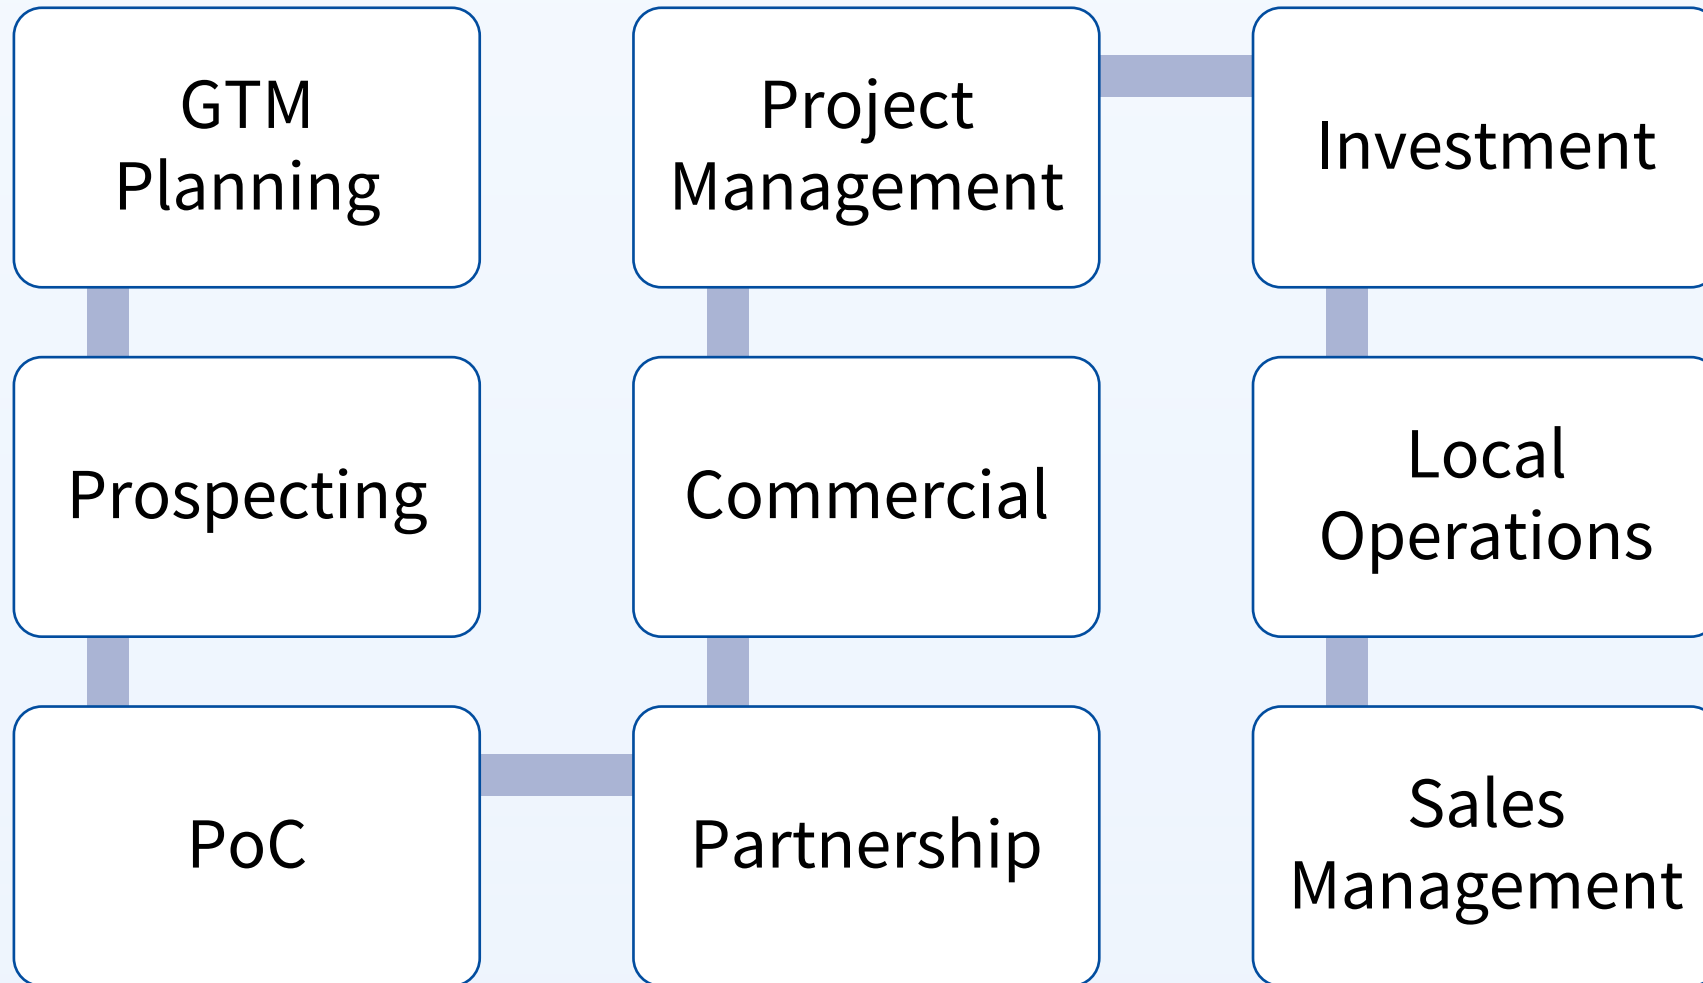 GTM
Planning
Prospecting
PoC
Partnership
Commercial
Project
Management
Investment
Local
Operations
Sales
Management